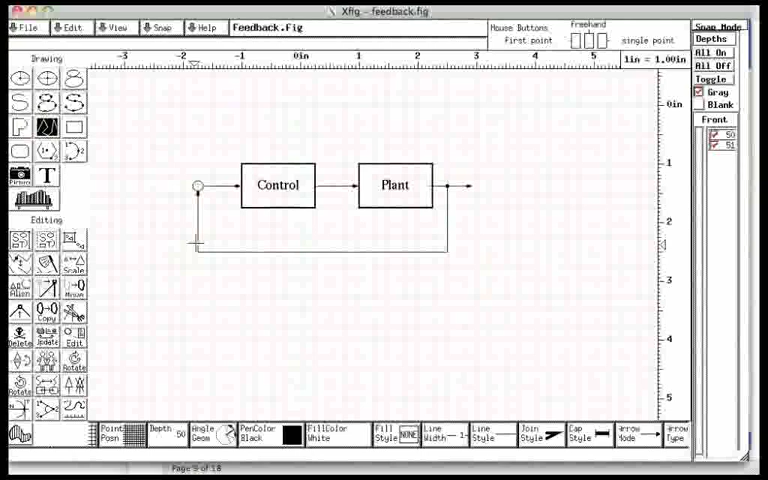 Xfig - feedback.fig
File Edit View Snap Help Feedback.fig
Mouse Buttons
First point
freehand
single point
Snap Mode
Depths
All On
All Off
Toggle
Gray
Blank
Front
50
51
Drawing
-3 -2 -1 0in 1 2 3 4 5 1in = 1.00in
0in
1
2
3
4
5
Control Plant
T
Editing
Scale
Align Move
Copy
Delete Update Edit
Rotate
Rotate
Point Posn
Depth 50
Angle Geom
PenColor Black
FillColor White
Fill Style NONE
Line Width
Line Style
Join Style
Cap Style
Arrow Mode
Arrow Type
Page 9 of 18